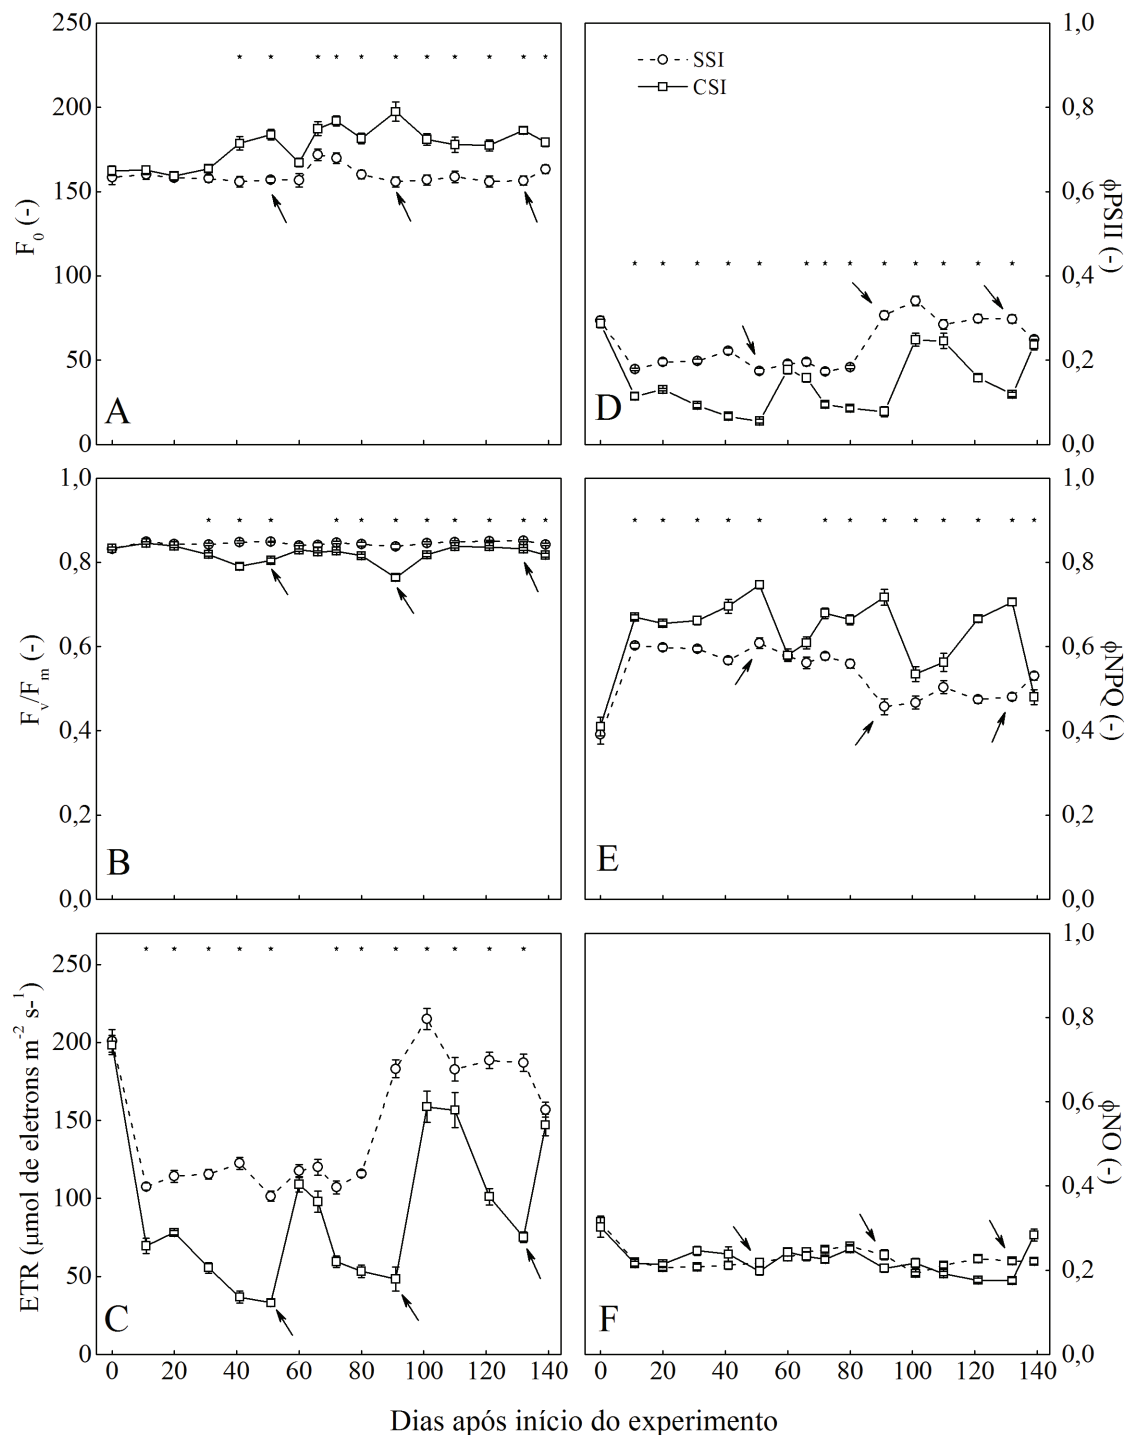 250
200
150
100
50
0
F₀ (-)
A
1,0
0,8
0,6
0,4
0,2
0,0
ϕPSII (-)
SSI
CSI
D
1,0
0,8
0,6
0,4
0,2
0,0
Fv/Fm (-)
B
1,0
0,8
0,6
0,4
0,2
0,0
ϕNPQ (-)
E
250
200
150
100
50
0
ETR (μmol de eletrons m⁻² s-¹)
C
0 20 40 60 80 100 120 140
1,0
0,8
0,6
0,4
0,2
0,0
ϕNO (-)
F
0 20 40 60 80 100 120 140
Dias após início do experimento